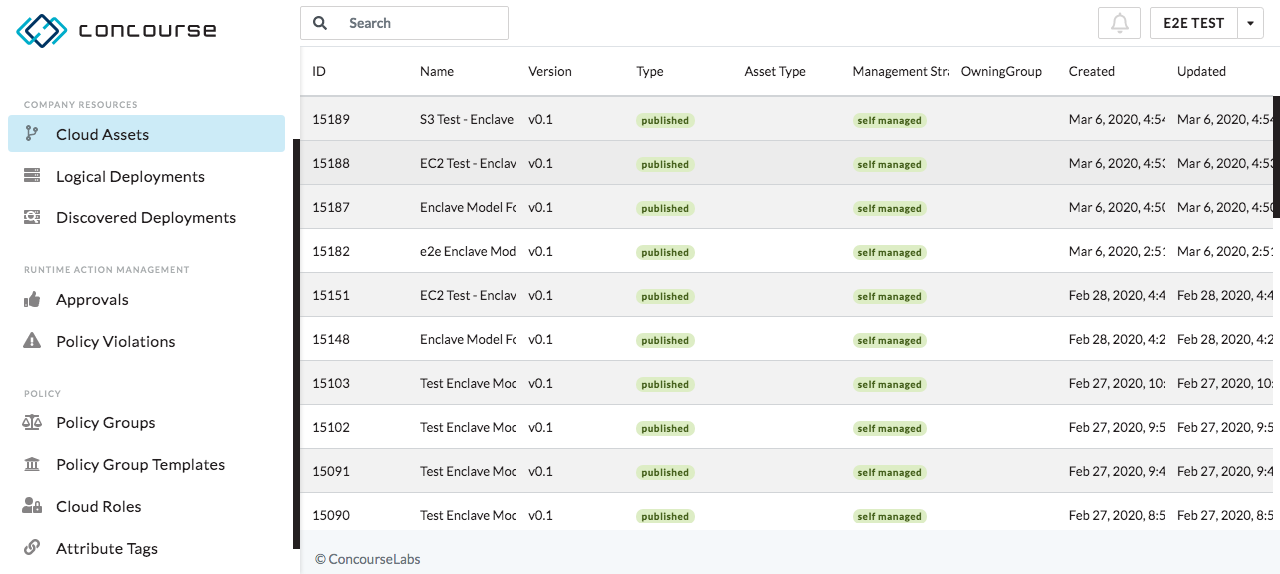 concourse
Search
E2E TEST
COMPANY RESOURCES
Cloud Assets
Logical Deployments
Discovered Deployments
RUNTIME ACTION MANAGEMENT
Approvals
Policy Violations
POLICY
Policy Groups
Policy Group Templates
Cloud Roles
Attribute Tags
ID Name Version Type Asset Type Management Stra OwningGroup Created Updated
15189 S3 Test - Enclave v0.1 published self managed Mar 6, 2020, 4:54 Mar 6, 2020, 4:54
15188 EC2 Test - Enclav v0.1 published self managed Mar 6, 2020, 4:53 Mar 6, 2020, 4:53
15187 Enclave Model Fo v0.1 published self managed Mar 6, 2020, 4:50 Mar 6, 2020, 4:50
15182 e2e Enclave Mod v0.1 published self managed Mar 6, 2020, 2:51 Mar 6, 2020, 2:51
15151 EC2 Test - Enclav v0.1 published self managed Feb 28, 2020, 4:4 Feb 28, 2020, 4:4
15148 Enclave Model Fo v0.1 published self managed Feb 28, 2020, 4:2 Feb 28, 2020, 4:2
15103 Test Enclave Mod v0.1 published self managed Feb 27, 2020, 10: Feb 27, 2020, 10:
15102 Test Enclave Mod v0.1 published self managed Feb 27, 2020, 9:5 Feb 27, 2020, 9:5
15091 Test Enclave Mod v0.1 published self managed Feb 27, 2020, 9:4 Feb 27, 2020, 9:4
15090 Test Enclave Mod v0.1 published self managed Feb 27, 2020, 8:5 Feb 27, 2020, 8:5
© ConcourseLabs